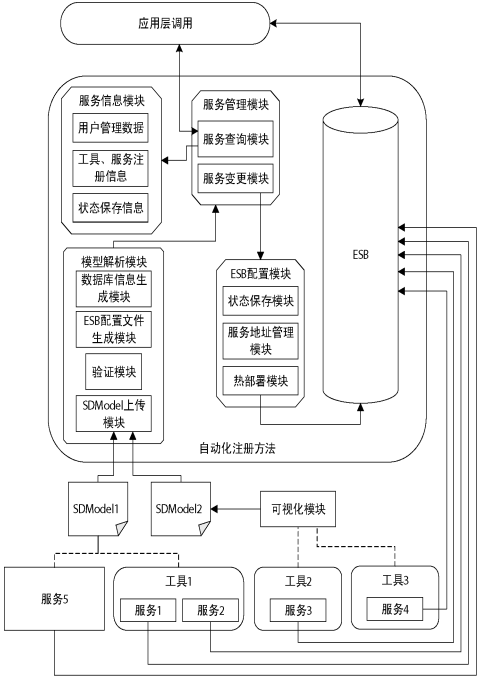 应用层调用
服务信息模块
用户管理数据
工具、服务注
册信息
状态保存信息
服务管理模块
服务查询模块
服务变更模块
ESB
模型解析模块
数据库信息生
成模块
ESB配置文件
生成模块
验证模块
SDModel上传
模块
ESB配置模块
状态保存模块
服务地址管理
模块
热部署模块
自动化注册方法
SDModel1
SDModel2
可视化模块
服务5
工具1
服务1
服务2
工具2
服务3
工具3
服务4